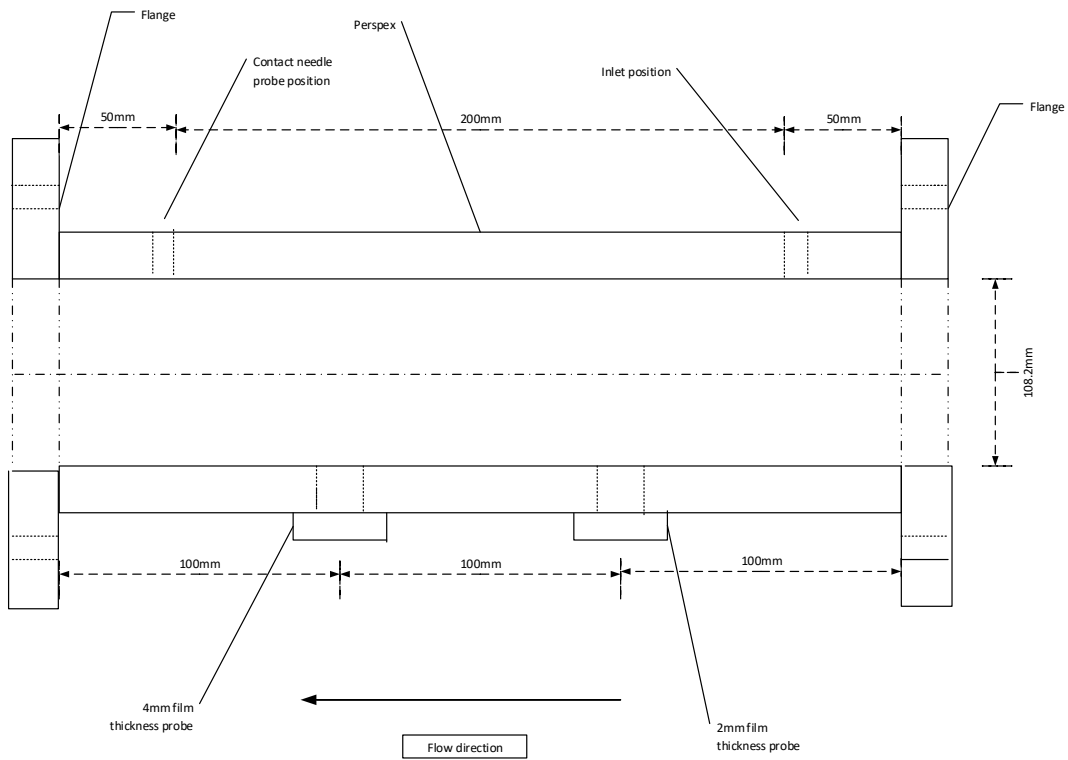 Flange
Perspex
Contact needle
probe position
Inlet position
Flange
50mm
200mm
50mm
108.2mm
100mm
100mm
100mm
4mm film
thickness probe
2mm film
thickness probe
Flow direction